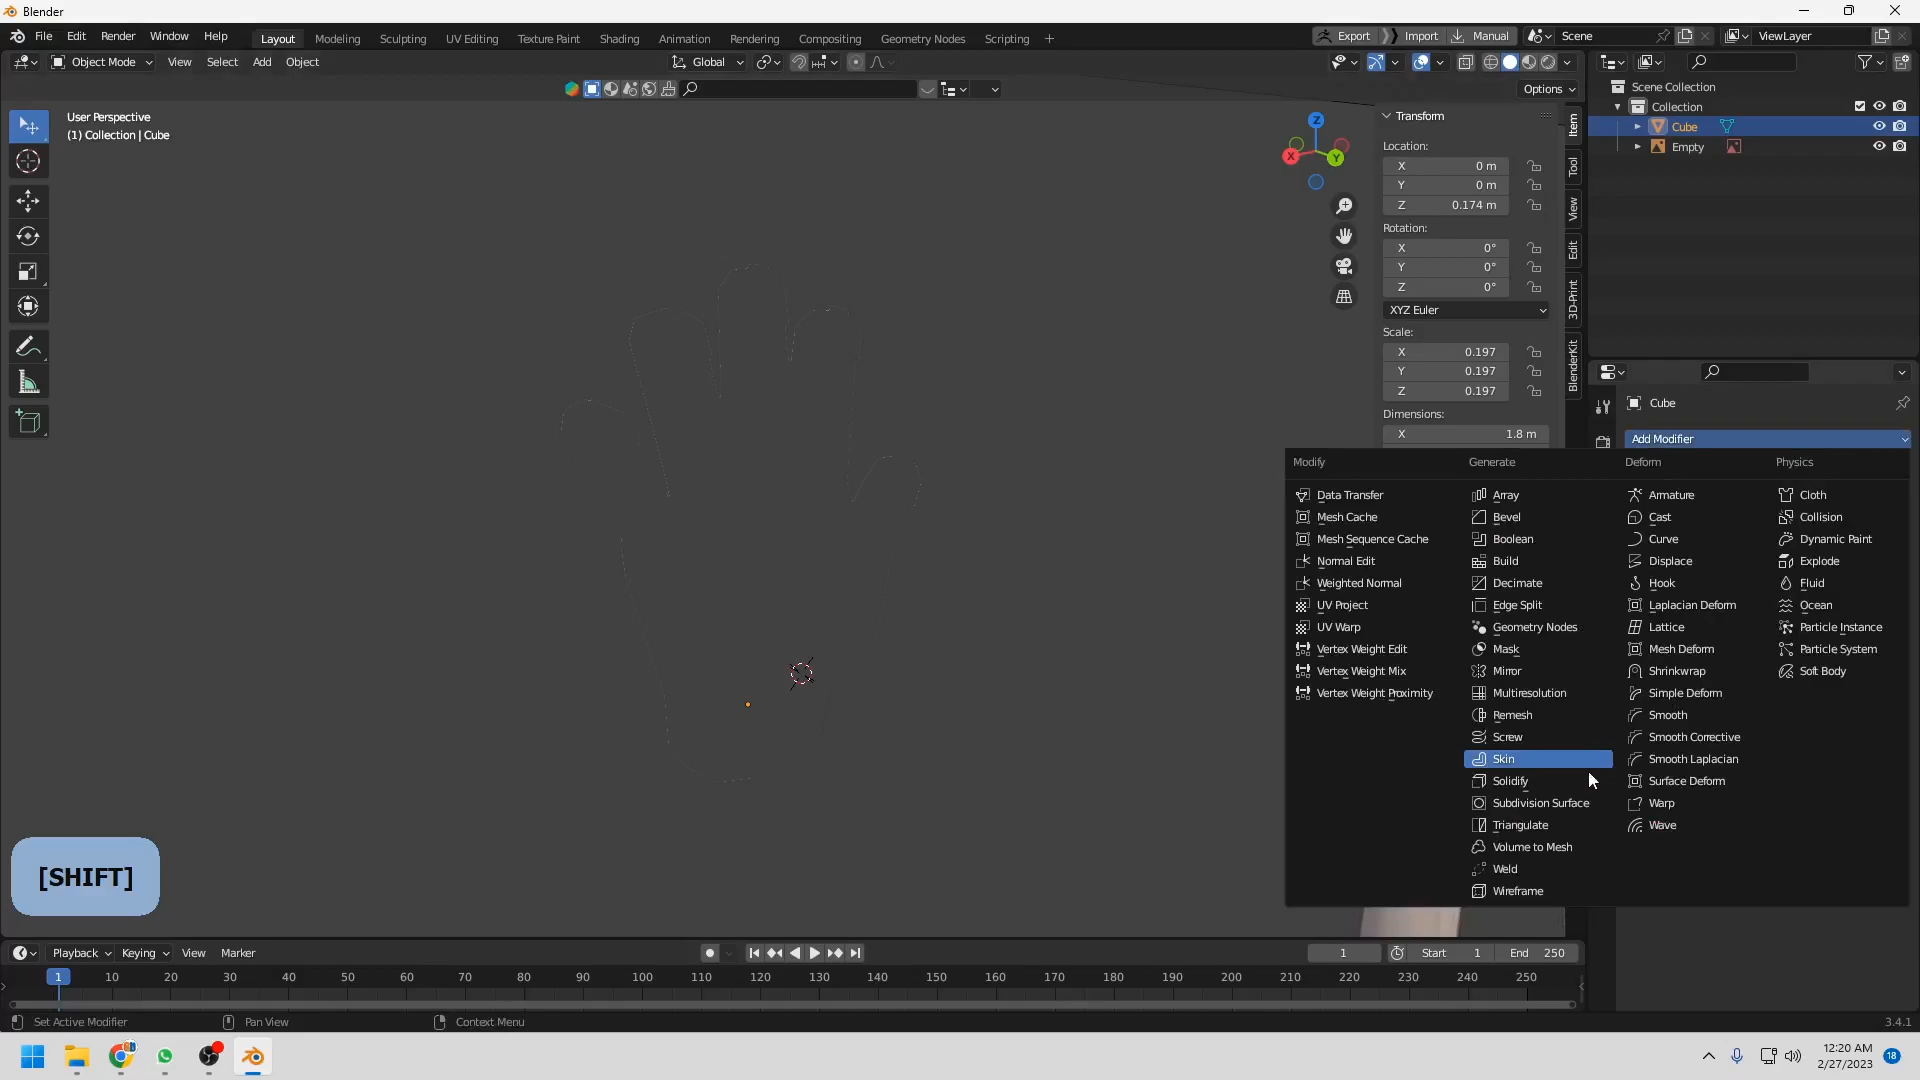 Blender
File Edit Render Window Help Layout Modeling Sculpting UV Editing Texture Paint Shading Animation Rendering Compositing Geometry Nodes Scripting + Export Import Manual Scene ViewLayer
Object Mode View Select Add Object Global
Options
User Perspective
(1) Collection | Cube
Z
X
Y
Transform
Location:
X 0 m
Y 0 m
Z 0.174 m
Rotation:
X 0°
Y 0°
Z 0°
XYZ Euler
Scale:
X 0.197
Y 0.197
Z 0.197
Dimensions:
X 1.8 m
Item
Tool
View
Edit
3D-Print
BlenderKit
Scene Collection
Collection
Cube
Empty
Cube
Add Modifier
Modify Generate Deform Physics
Data Transfer Array Armature Cloth
Mesh Cache Bevel Cast Collision
Mesh Sequence Cache Boolean Curve Dynamic Paint
Normal Edit Build Displace Explode
Weighted Normal Decimate Hook Fluid
UV Project Edge Split Laplacian Deform Ocean
UV Warp Geometry Nodes Lattice Particle Instance
Vertex Weight Edit Mask Mesh Deform Particle System
Vertex Weight Mix Mirror Shrinkwrap Soft Body
Vertex Weight Proximity Multiresolution Simple Deform
Remesh Smooth
Screw Smooth Corrective
Skin Smooth Laplacian
Solidify Surface Deform
Subdivision Surface Warp
Triangulate Wave
Volume to Mesh
Weld
Wireframe
[SHIFT]
Playback Keying View Marker 1 Start 1 End 250
1 10 20 30 40 50 60 70 80 90 100 110 120 130 140 150 160 170 180 190 200 210 220 230 240 250
Set Active Modifier Pan View Context Menu 3.4.1
12:20 AM
2/27/2023
18